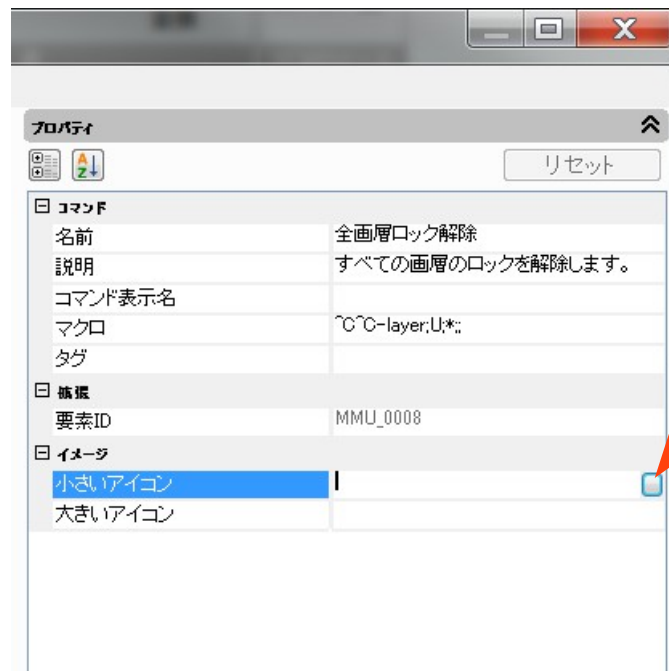 プロパティ
リセット
コマンド
名前 全画層ロック解除
説明 すべての画層のロックを解除します。
コマンド表示名
マクロ ^C^C-layer;U;*;;
タグ
拡張
要素ID MMU_0008
イメージ
小さいアイコン
大きいアイコン